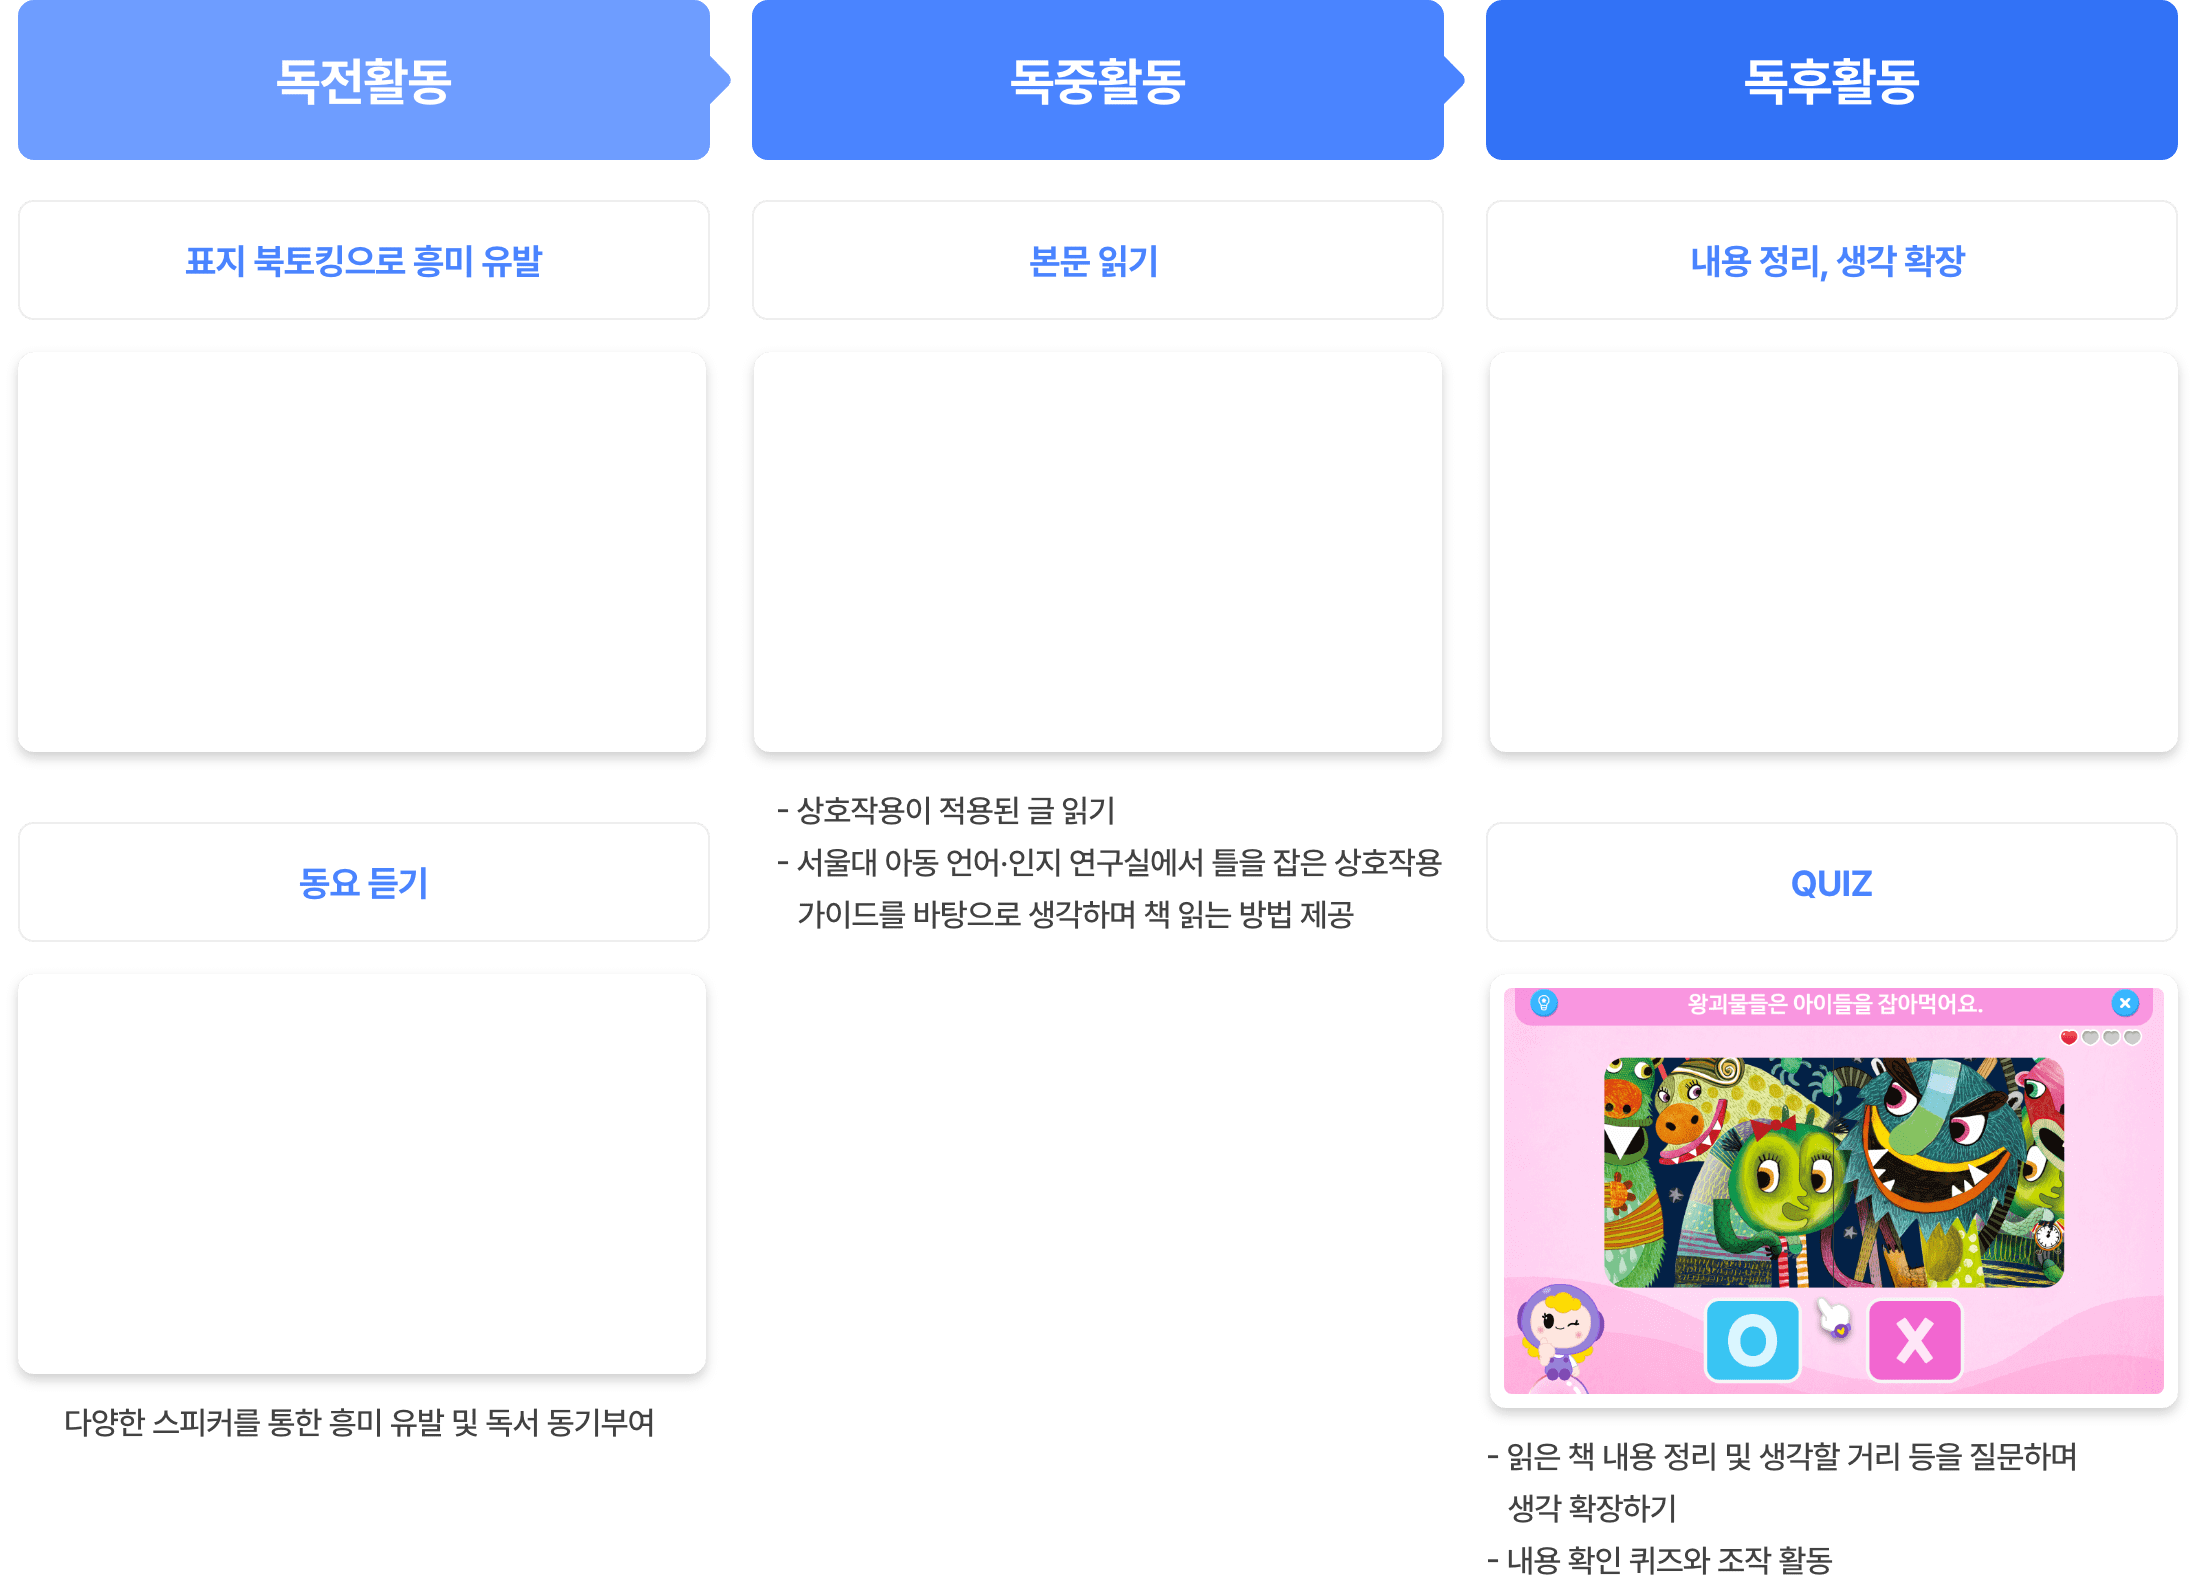 독전활동
표지 북토킹으로 흥미 유발
동요 듣기
다양한 스피커를 통한 흥미 유발 및 독서 동기부여
독중활동
본문 읽기
- 상호작용이 적용된 글 읽기
- 서울대 아동 언어·인지 연구실에서 틀을 잡은 상호작용
가이드를 바탕으로 생각하며 책 읽는 방법 제공
독후활동
내용 정리, 생각 확장
QUIZ
왕괴물들은 아이들을 잡아먹어요.
O X
- 읽은 책 내용 정리 및 생각할 거리 등을 질문하며
생각 확장하기
- 내용 확인 퀴즈와 조작 활동